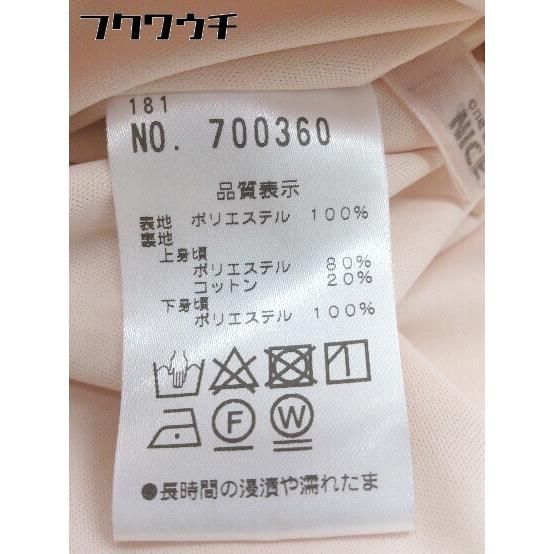 フクワウチ
181
NO. 700360
品質表示
表地 ポリエステル 100%
裏地
上身頃
ポリエステル 80%
コットン 20%
下身頃
ポリエステル 100%
F W
●長時間の浸漬や濡れたま
NICE